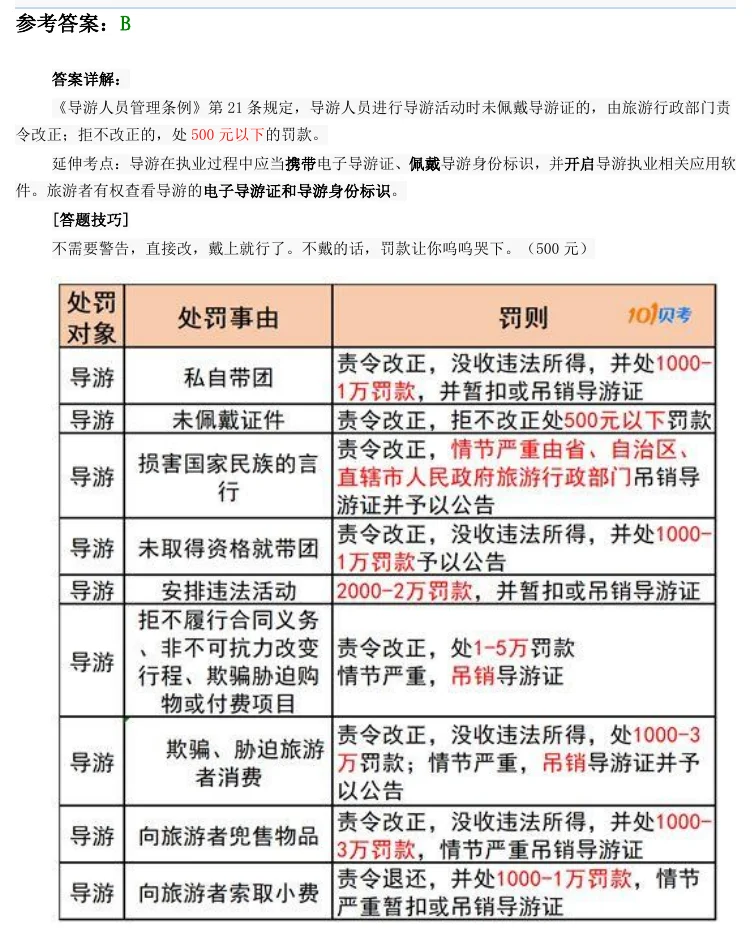 参考答案：B
答案详解：
《导游人员管理条例》第 21 条规定，导游人员进行导游活动时未佩戴导游证的，由旅游行政部门责
令改正；拒不改正的，处 500 元以下的罚款。
延伸考点：导游在执业过程中应当携带电子导游证、佩戴导游身份标识，并开启导游执业相关应用软
件。旅游者有权查看导游的电子导游证和导游身份标识。
[答题技巧]
不需要警告，直接改，戴上就行了。不戴的话，罚款让你呜呜哭下。（500 元）
处罚
对象
处罚事由
罚则
101贝考
导游
私自带团
责令改正，没收违法所得，并处1000-
1万罚款，并暂扣或吊销导游证
导游
未佩戴证件
责令改正，拒不改正处500元以下罚款
导游
损害国家民族的言
行
责令改正，情节严重由省、自治区、
直辖市人民政府旅游行政部门吊销导
游证并予以公告
导游
未取得资格就带团
责令改正，没收违法所得，并处1000-
1万罚款予以公告
导游
安排违法活动
2000-2万罚款，并暂扣或吊销导游证
导游
拒不履行合同义务
、非不可抗力改变
行程、欺骗胁迫购
物或付费项目
责令改正，处1-5万罚款
情节严重，吊销导游证
导游
欺骗、胁迫旅游
者消费
责令改正，没收违法所得，处1000-3
万罚款；情节严重，吊销导游证并予
以公告
导游
向旅游者兜售物品
责令改正，没收违法所得，并处1000-
3万罚款，情节严重吊销导游证
导游
向旅游者索取小费
责令退还，并处1000-1万罚款，情节
严重暂扣或吊销导游证